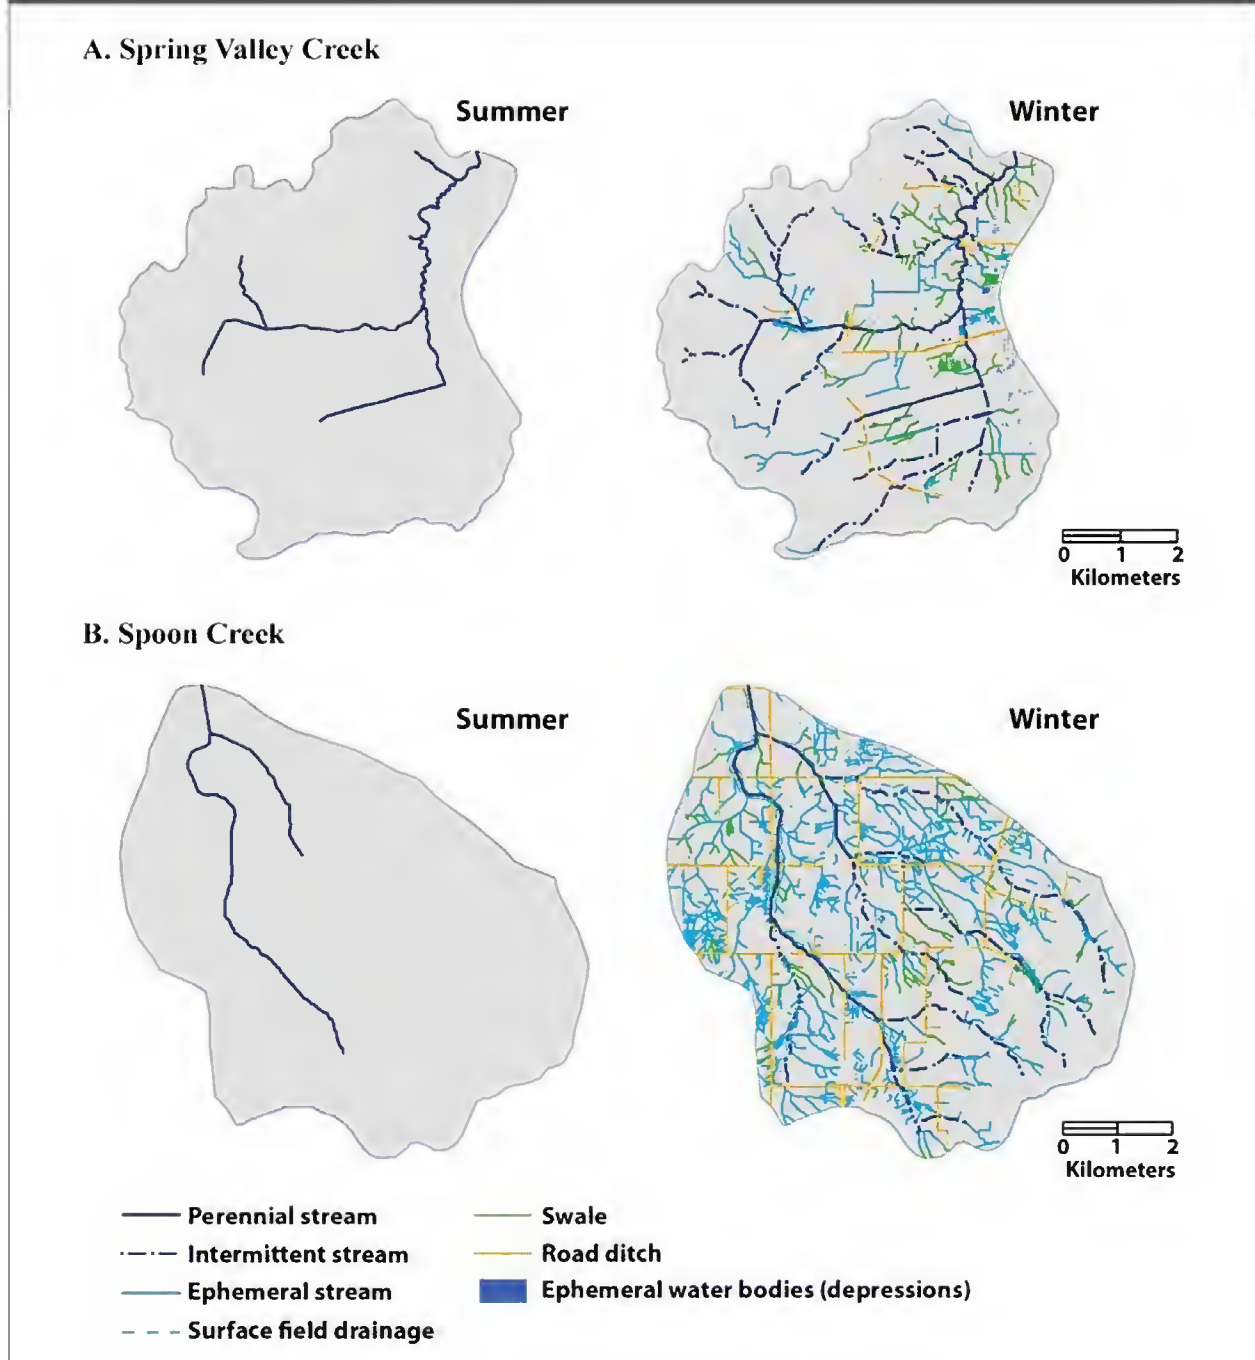 A. Spring Valley Creek
Summer
Winter
0 1 2
Kilometers
B. Spoon Creek
Summer
Winter
0 1 2
Kilometers
Perennial stream
Intermittent stream
Ephemeral stream
Surface field drainage
Swale
Road ditch
Ephemeral water bodies (depressions)